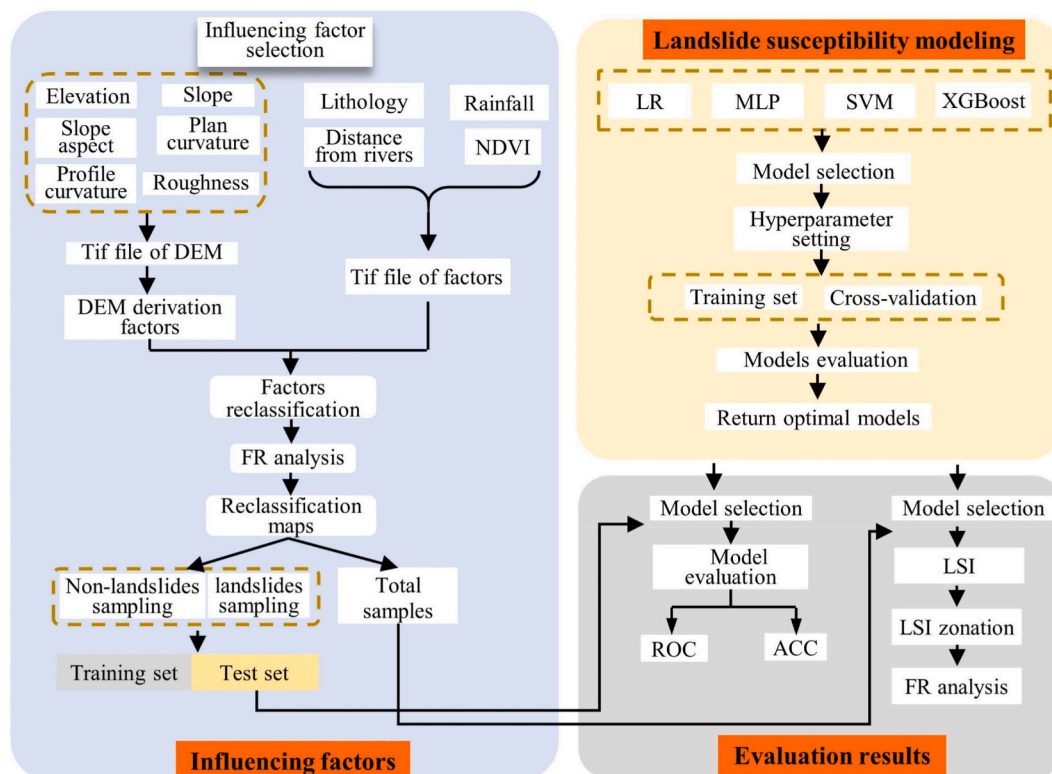 Influencing factor
selection
Elevation
Slope
Slope
aspect
Plan
curvature
Profile
curvature
Roughness
Lithology
Rainfall
Distance
from rivers
NDVI
Tif file of DEM
DEM derivation
factors
Tif file of factors
Factors
reclassification
FR analysis
Reclassification
maps
Non-landslides
sampling
landslides
sampling
Total
samples
Training set
Test set
Influencing factors
Landslide susceptibility modeling
LR
MLP
SVM
XGBoost
Model selection
Hyperparameter
setting
Training set
Cross-validation
Models evaluation
Return optimal models
Model selection
Model
evaluation
ROC
ACC
Model selection
LSI
LSI zonation
FR analysis
Evaluation results